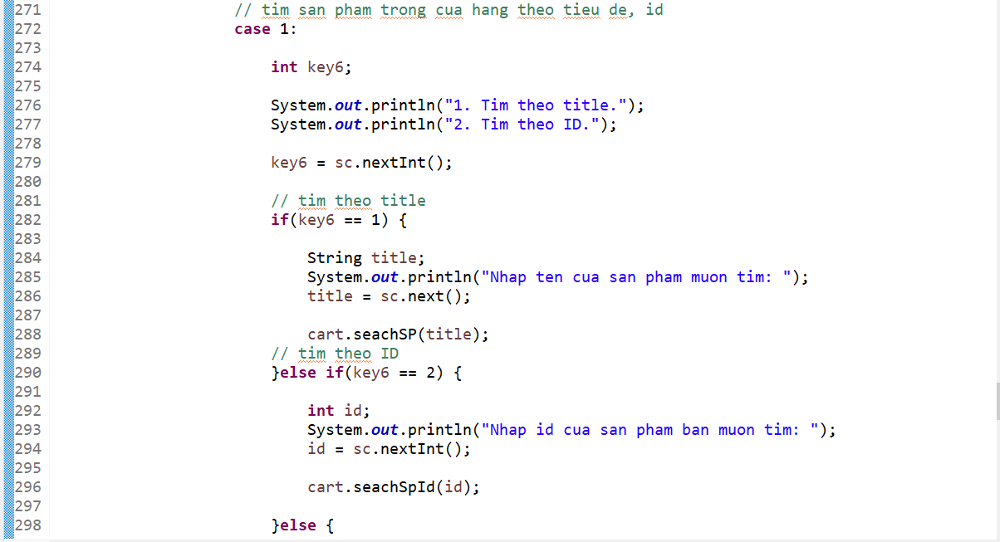 271 // tim san pham trong cua hang theo tieu de, id
272 case 1:
273
274 int key6;
275
276 System.out.println("1. Tim theo title.");
277 System.out.println("2. Tim theo ID.");
278
279 key6 = sc.nextInt();
280
281 // tim theo title
282 if(key6 == 1) {
283
284 String title;
285 System.out.println("Nhap ten cua san pham muon tim: ");
286 title = sc.next();
287
288 cart.seachSP(title);
289 // tim theo ID
290 }else if(key6 == 2) {
291
292 int id;
293 System.out.println("Nhap id cua san pham ban muon tim: ");
294 id = sc.nextInt();
295
296 cart.seachSpId(id);
297
298 }else {